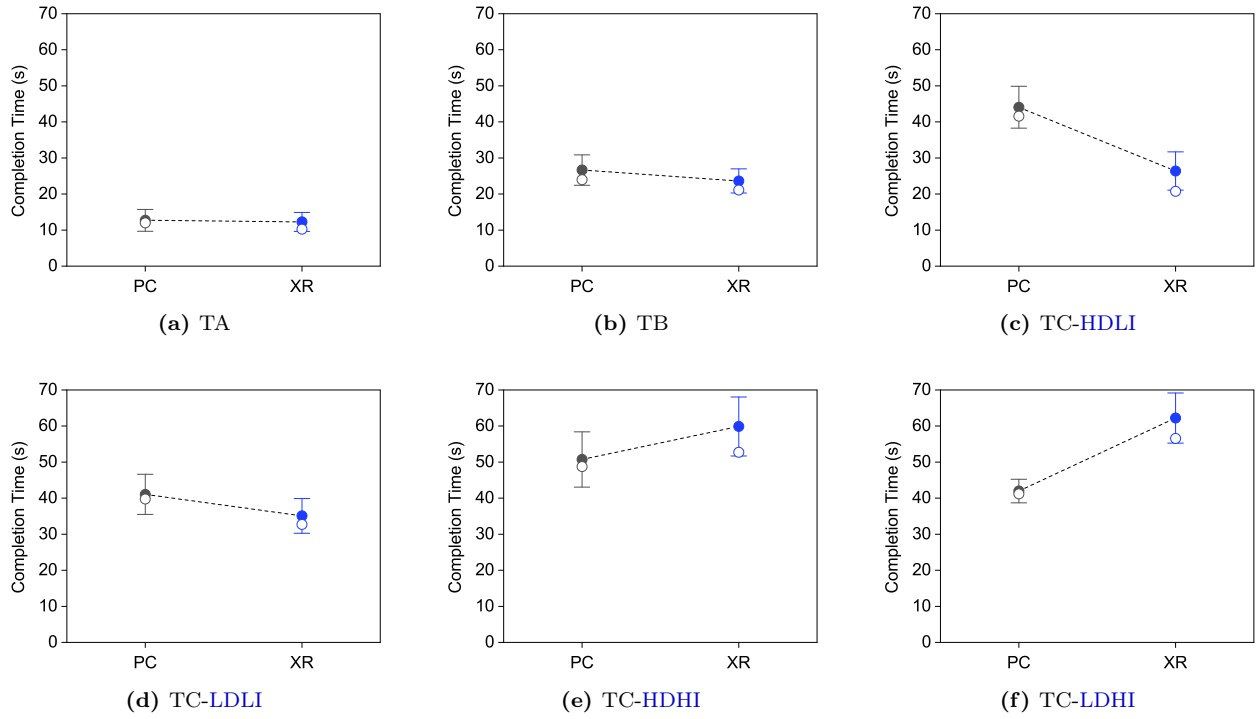 70
60
50
40
30
20
10
0
Completion Time (s)
PC XR
(a) TA
70
60
50
40
30
20
10
0
Completion Time (s)
PC XR
(b) TB
70
60
50
40
30
20
10
0
Completion Time (s)
PC XR
(c) TC-HDLI
70
60
50
40
30
20
10
0
Completion Time (s)
PC XR
(d) TC-LDLI
70
60
50
40
30
20
10
0
Completion Time (s)
PC XR
(e) TC-HDHI
70
60
50
40
30
20
10
0
Completion Time (s)
PC XR
(f) TC-LDHI